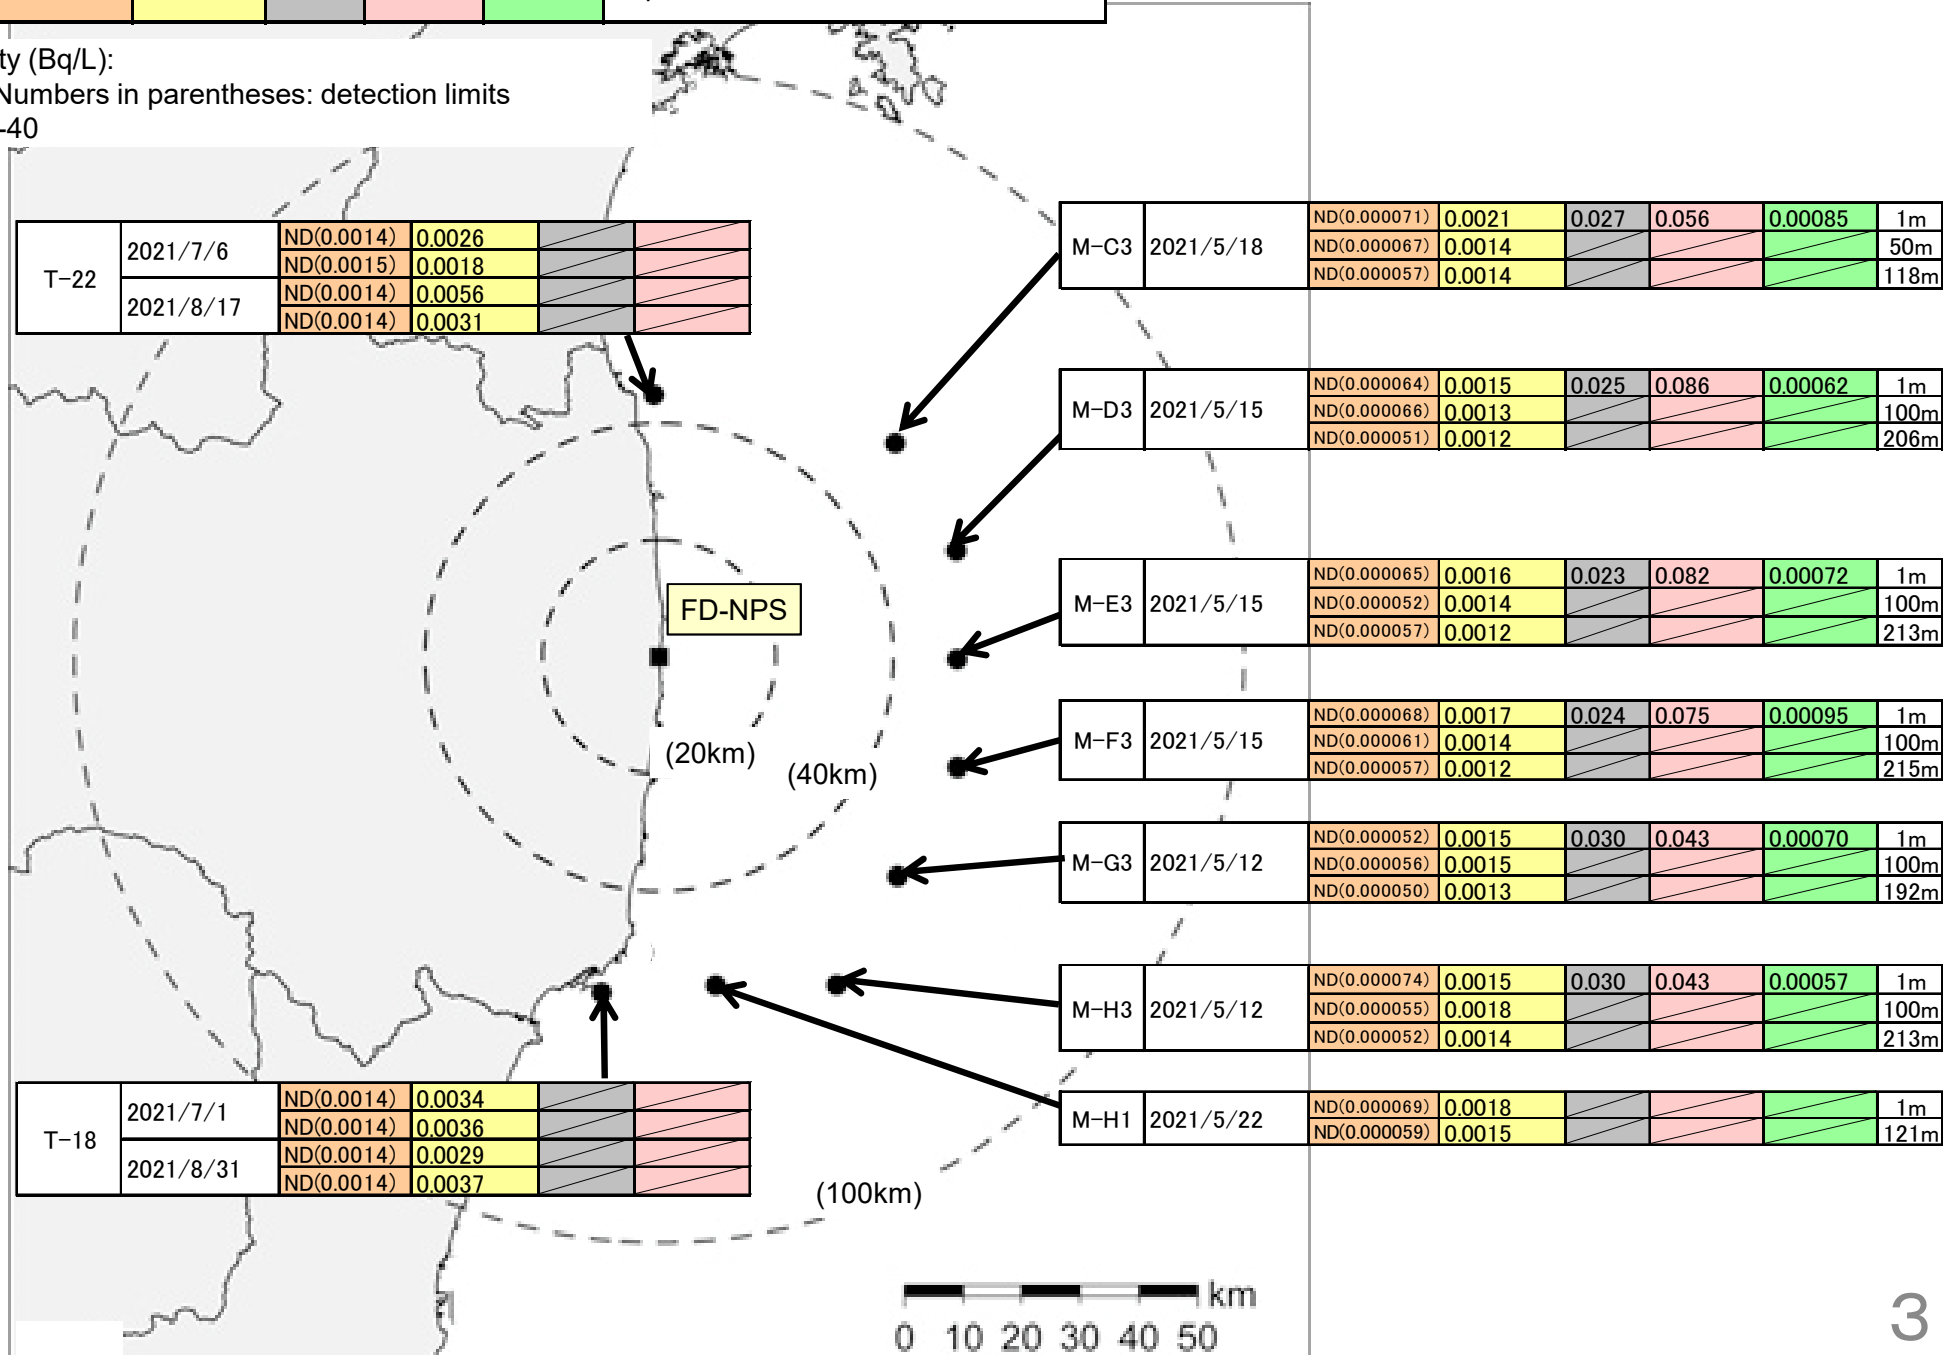 ty (Bq/L):
Numbers in parentheses: detection limits
-40
T-22
2021/7/6
ND(0.0014) 0.0026
ND(0.0015) 0.0018
2021/8/17
ND(0.0014) 0.0056
ND(0.0014) 0.0031
M-C3 2021/5/18
ND(0.000071) 0.0021 0.027 0.056 0.00085 1m
ND(0.000067) 0.0014 50m
ND(0.000057) 0.0014 118m
M-D3 2021/5/15
ND(0.000064) 0.0015 0.025 0.086 0.00062 1m
ND(0.000066) 0.0013 100m
ND(0.000051) 0.0012 206m
M-E3 2021/5/15
ND(0.000065) 0.0016 0.023 0.082 0.00072 1m
ND(0.000052) 0.0014 100m
ND(0.000057) 0.0012 213m
FD-NPS
(20km)
(40km)
M-F3 2021/5/15
ND(0.000068) 0.0017 0.024 0.075 0.00095 1m
ND(0.000061) 0.0014 100m
ND(0.000057) 0.0012 215m
M-G3 2021/5/12
ND(0.000052) 0.0015 0.030 0.043 0.00070 1m
ND(0.000056) 0.0015 100m
ND(0.000050) 0.0013 192m
M-H3 2021/5/12
ND(0.000074) 0.0015 0.030 0.043 0.00057 1m
ND(0.000055) 0.0018 100m
ND(0.000052) 0.0014 213m
M-H1 2021/5/22
ND(0.000069) 0.0018 1m
ND(0.000059) 0.0015 121m
T-18
2021/7/1
ND(0.0014) 0.0034
ND(0.0014) 0.0036
2021/8/31
ND(0.0014) 0.0029
ND(0.0014) 0.0037
(100km)
km
0 10 20 30 40 50
3